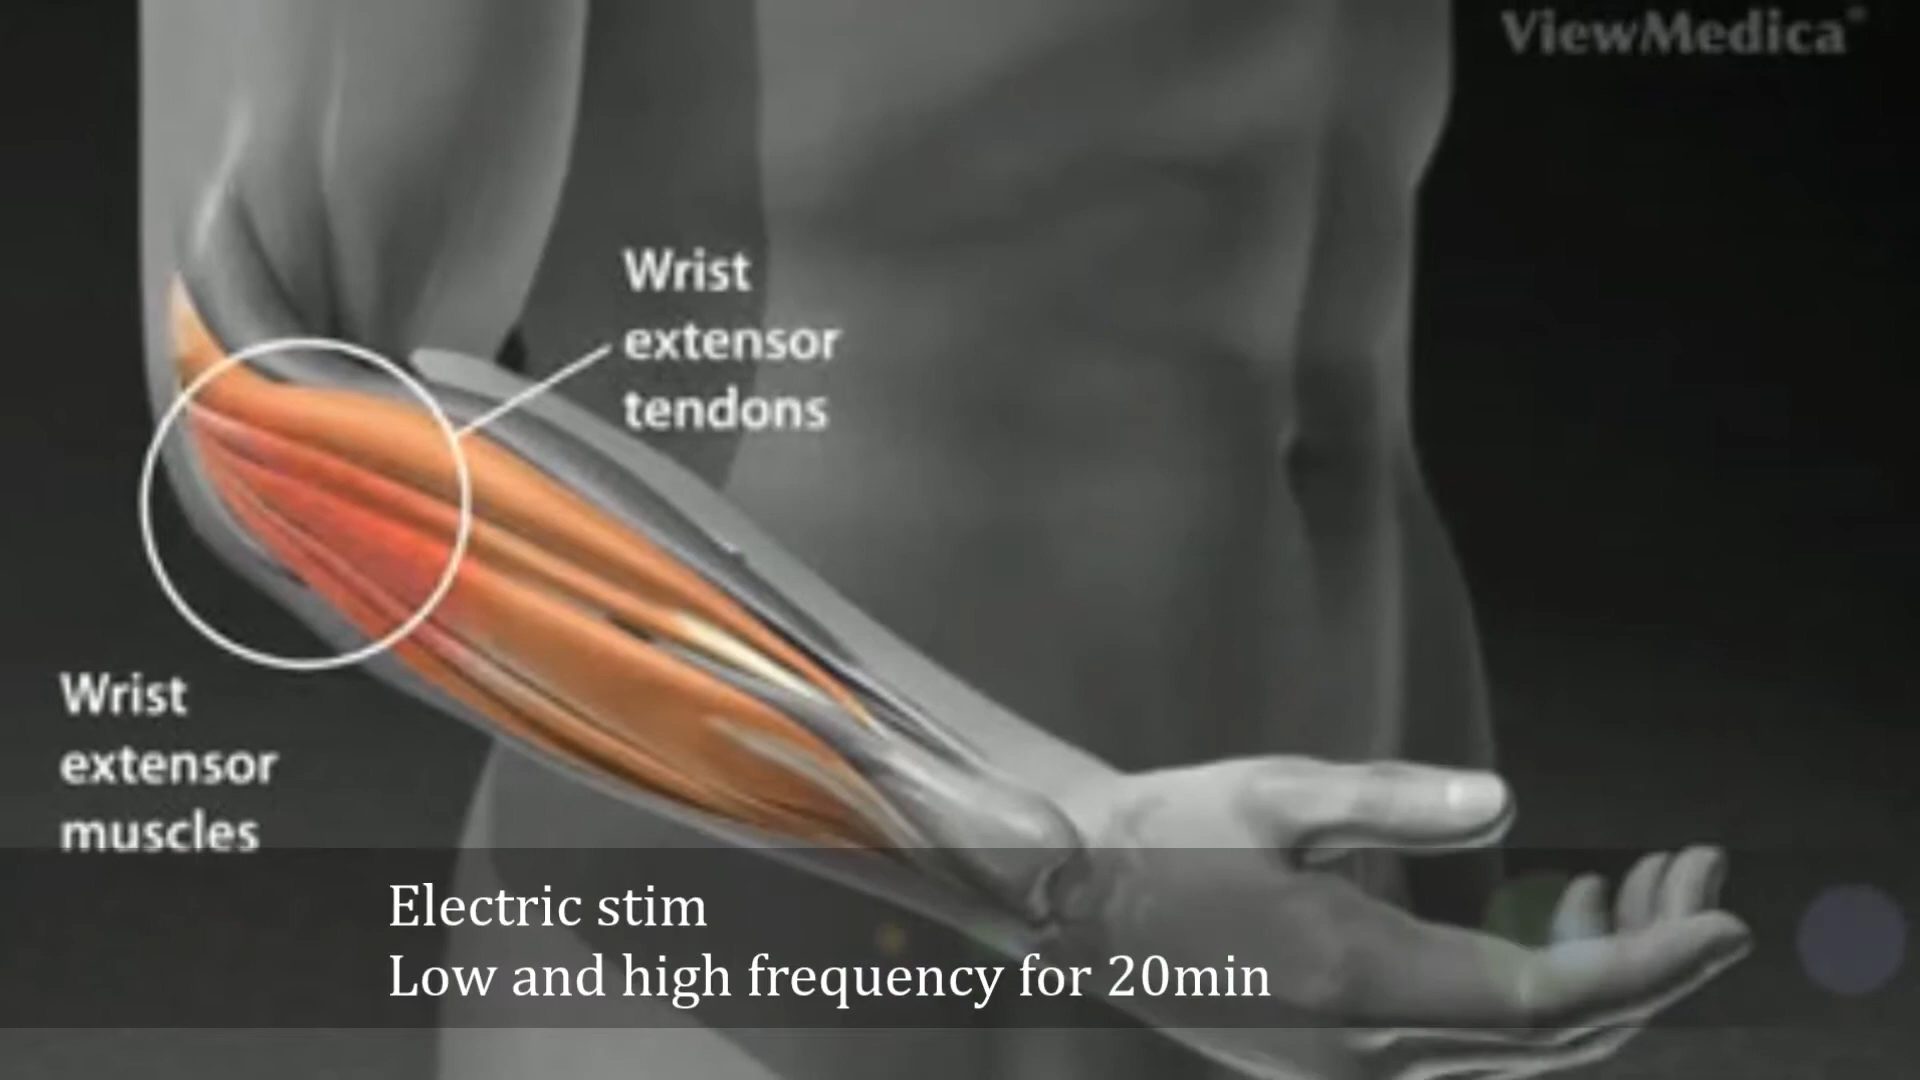 ViewMedica®
Wrist
extensor
tendons
Wrist
extensor
muscles
Electric stim
Low and high frequency for 20min